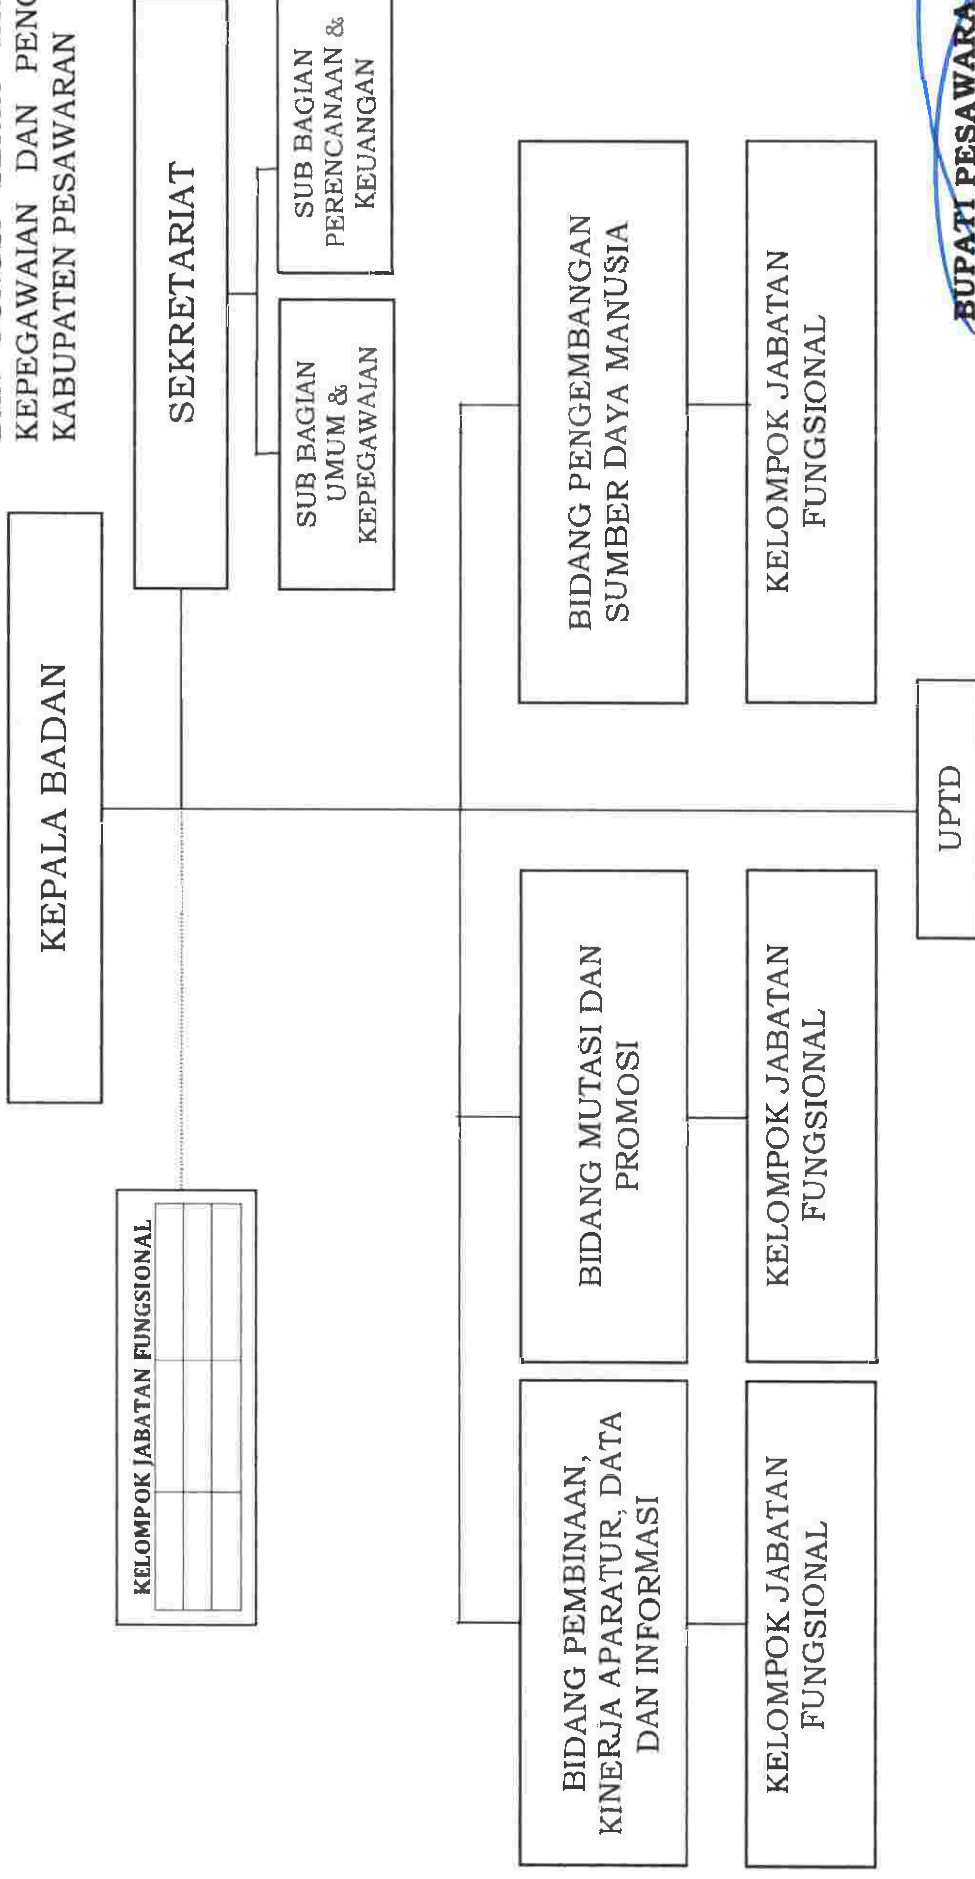 KEPEGAWAIAN DAN
KABUPATEN PESAWARAN
KEPALA BADAN
KELOMPOK JABATAN FUNGSIONAL
SEKRETARIAT
SUB BAGIAN
UMUM &
KEPEGAWAIAN
SUB BAGIAN
PERENCANAAN &
KEUANGAN
BIDANG PEMBINAAN,
KINERJA APARATUR, DATA
DAN INFORMASI
BIDANG MUTASI DAN
PROMOSI
BIDANG PENGEMBANGAN
SUMBER DAYA MANUSIA
KELOMPOK JABATAN
FUNGSIONAL
KELOMPOK JABATAN
FUNGSIONAL
KELOMPOK JABATAN
FUNGSIONAL
UPTD
BUPATI PESAWARA